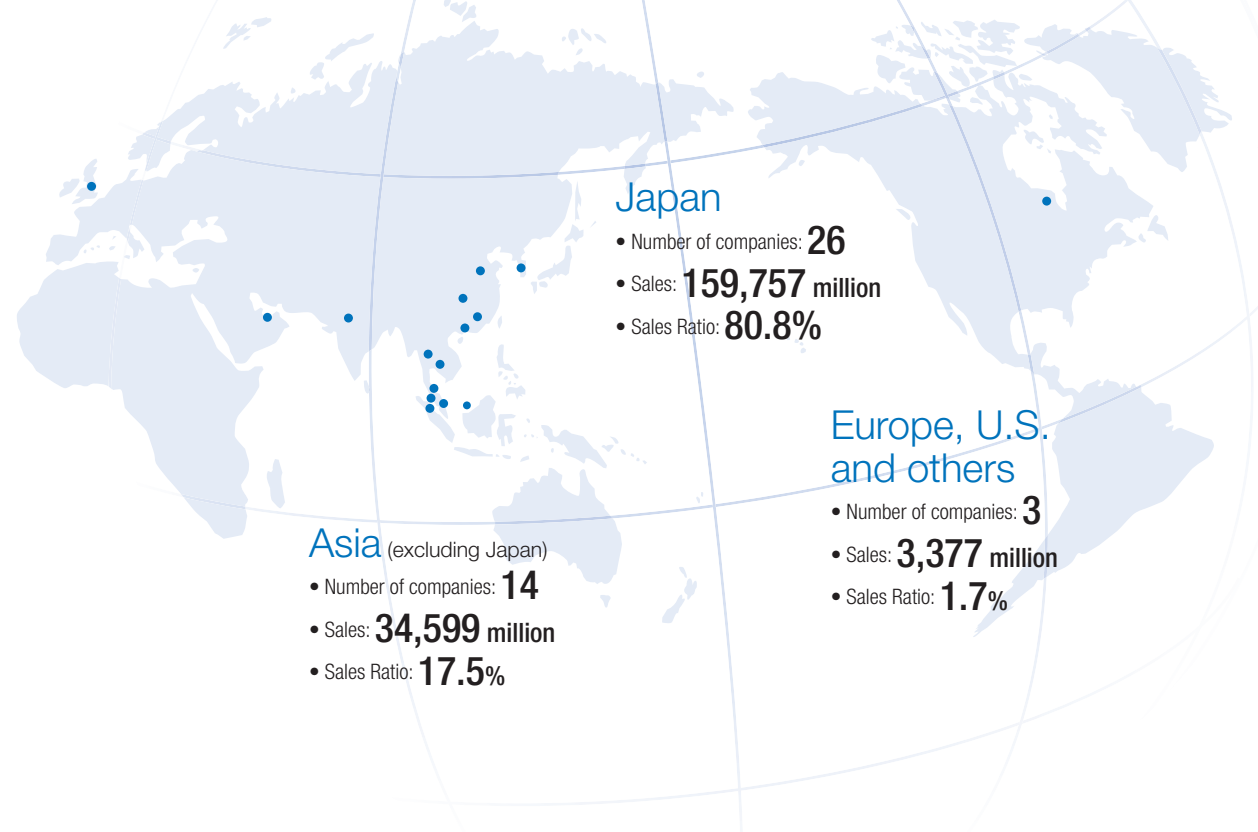 Japan
• Number of companies: 26
• Sales: 159,757 million
• Sales Ratio: 80.8%
Europe, U.S.
and others
• Number of companies: 3
• Sales: 3,377 million
• Sales Ratio: 1.7%
Asia (excluding Japan)
• Number of companies: 14
• Sales: 34,599 million
• Sales Ratio: 17.5%